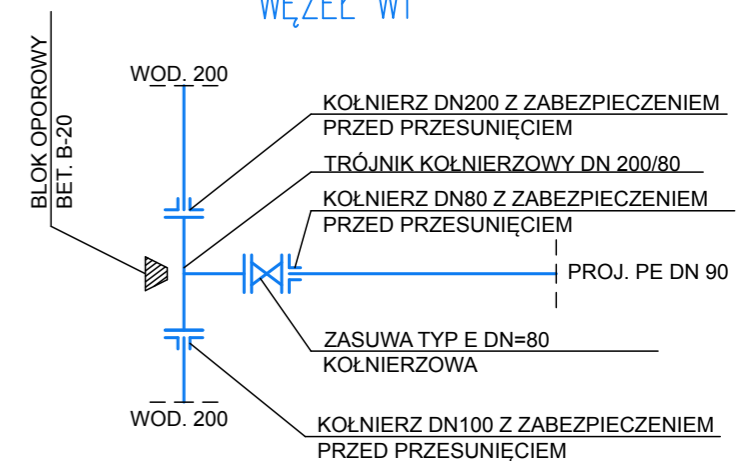 WĘZEŁ W1
BLOK OPOROWY
BET. B-20
WOD. 200
KOŁNIERZ DN200 Z ZABEZPIECZENIEM
PRZED PRZESUNIĘCIEM
TRÓJNIK KOŁNIERZOWY DN 200/80
KOŁNIERZ DN80 Z ZABEZPIECZENIEM
PRZED PRZESUNIĘCIEM
PROJ. PE DN 90
ZASUWA TYP E DN=80
KOŁNIERZOWA
WOD. 200
KOŁNIERZ DN100 Z ZABEZPIECZENIEM
PRZED PRZESUNIĘCIEM